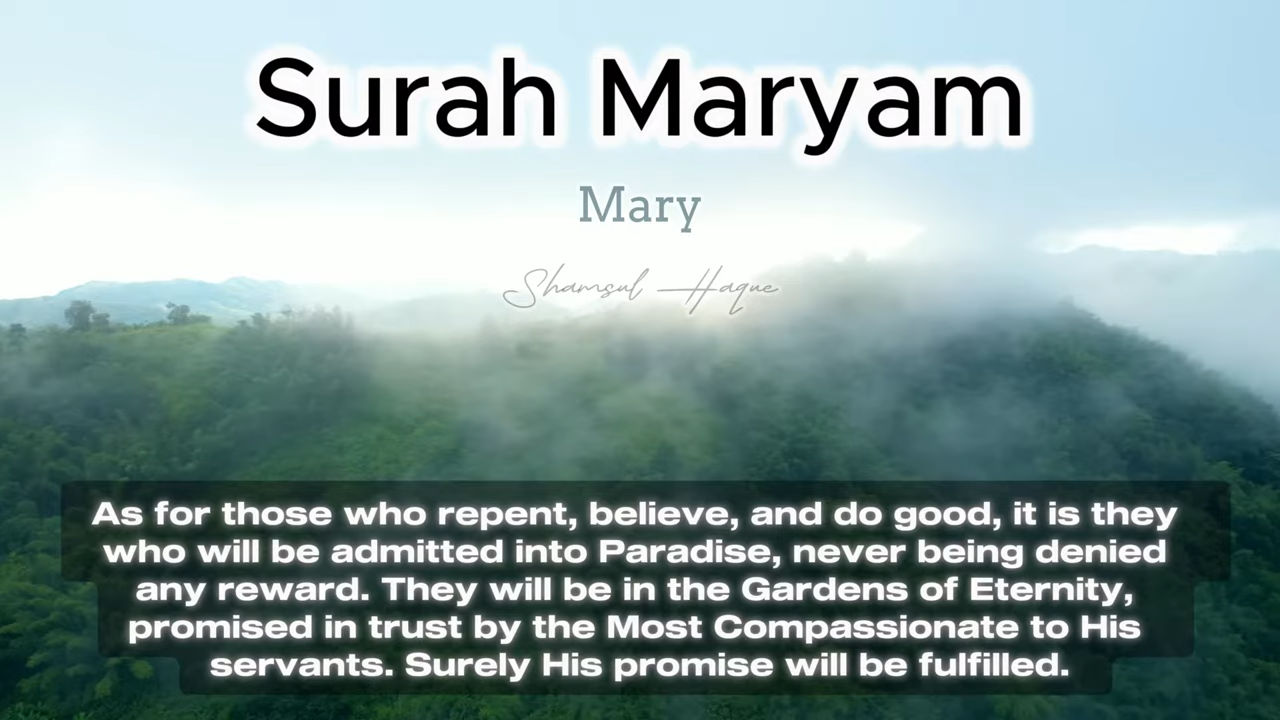 Surah Maryam
Mary
Shamsul Haque
As for those who repent, believe, and do good, it is they
who will be admitted into Paradise, never being denied
any reward. They will be in the Gardens of Eternity,
promised in trust by the Most Compassionate to His
servants. Surely His promise will be fulfilled.